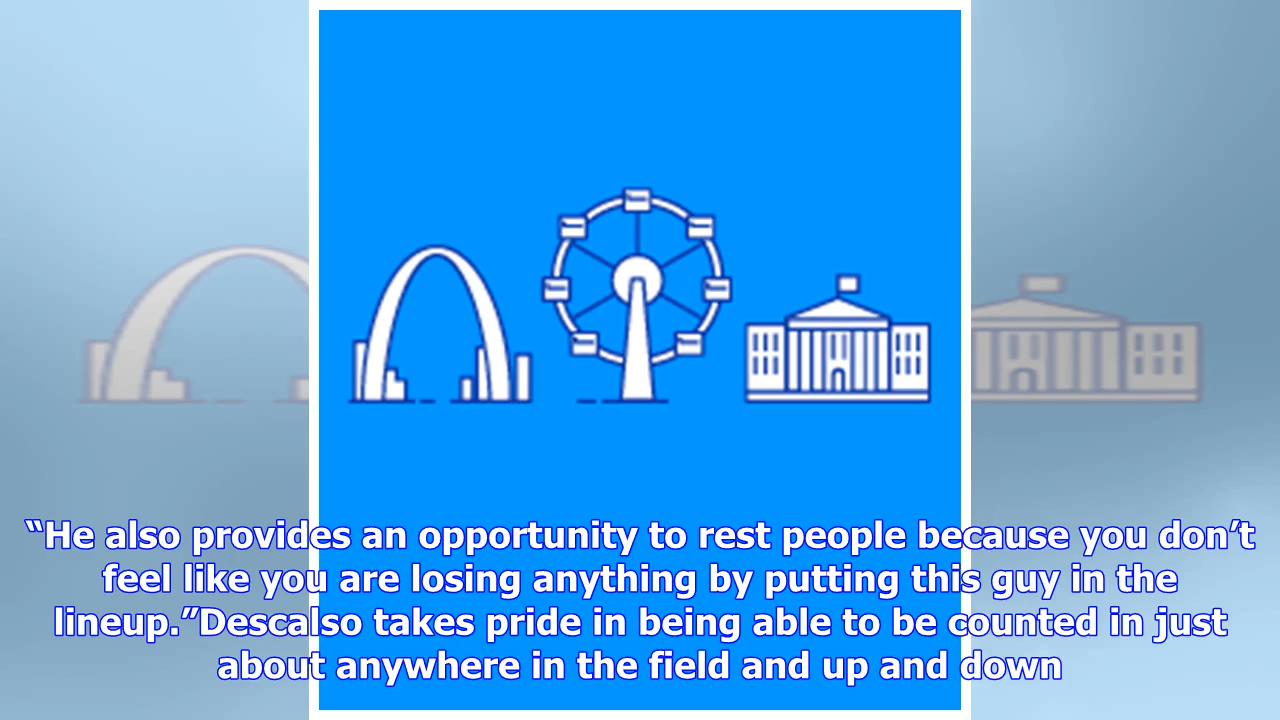 “He also provides an opportunity to rest people because you don’t
feel like you are losing anything by putting this guy in the
lineup.”Descalso takes pride in being able to be counted in just
about anywhere in the field and up and down